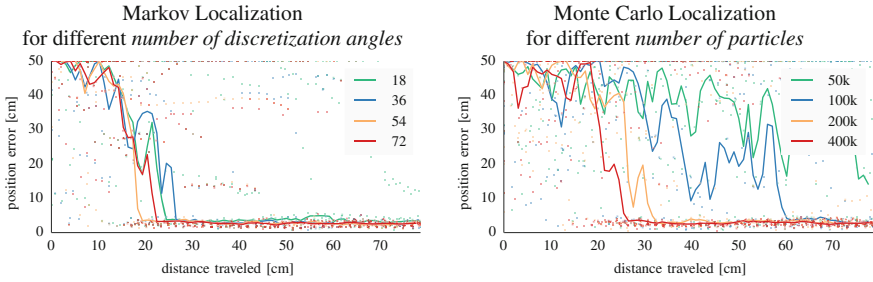 Markov Localization
for different number of discretization angles
50
40
30
20
10
0
position error [cm]
0 10 20 30 40 50 60 70
distance traveled [cm]
18
36
54
72
Monte Carlo Localization
for different number of particles
50
40
30
20
10
0
position error [cm]
0 10 20 30 40 50 60 70
distance traveled [cm]
50k
100k
200k
400k